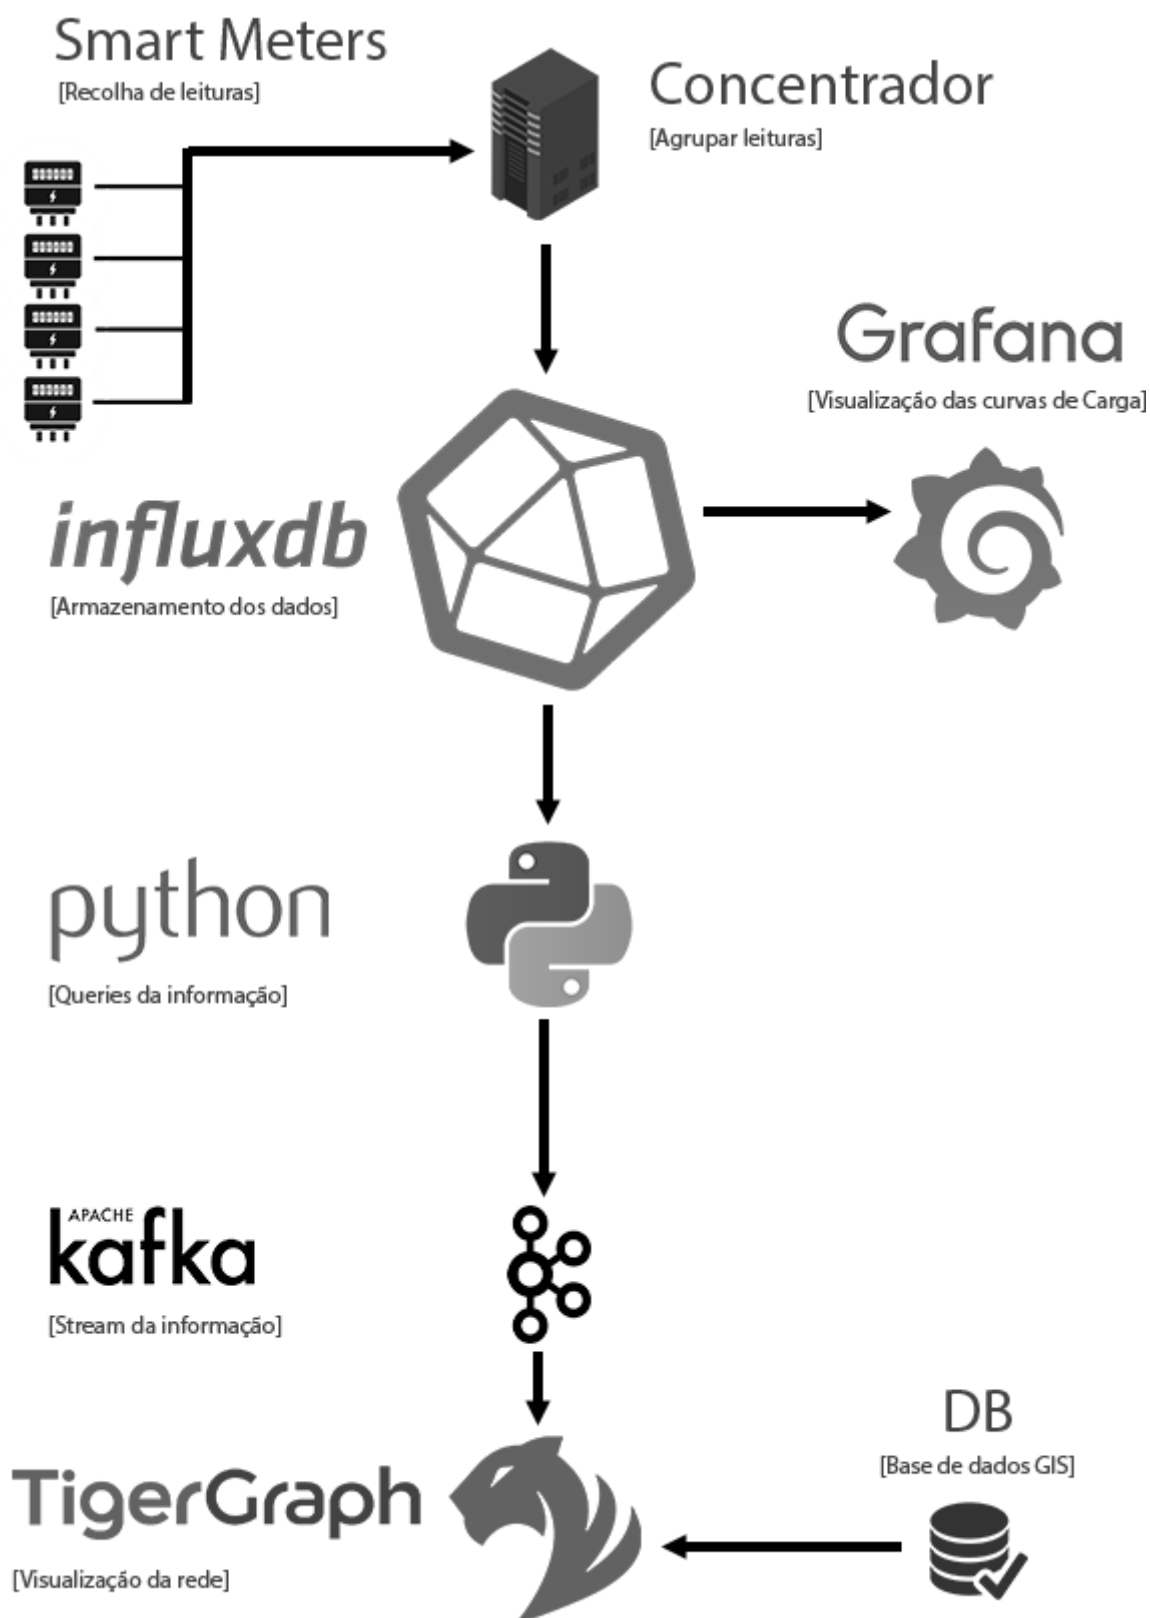 Smart Meters
[Recolha de leituras]
Concentrador
[Agrupar leituras]
Grafana
[Visualização das curvas de Carga]
influxdb
[Armazenamento dos dados]
python
[Queries da informação]
APACHE
kafka
[Stream da informação]
DB
[Base de dados GIS]
TigerGraph
[Visualização da rede]